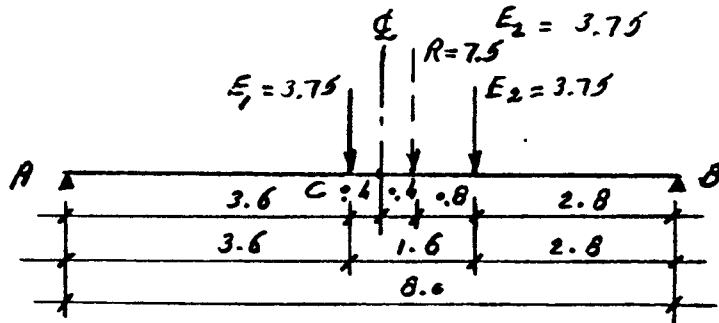 ℄
E₂ = 3.75
R=7.5
E₁ = 3.75
E₂ = 3.75
A
B
3.6 C .4 .4 .8 2.8
3.6 1.6 2.8
8.0